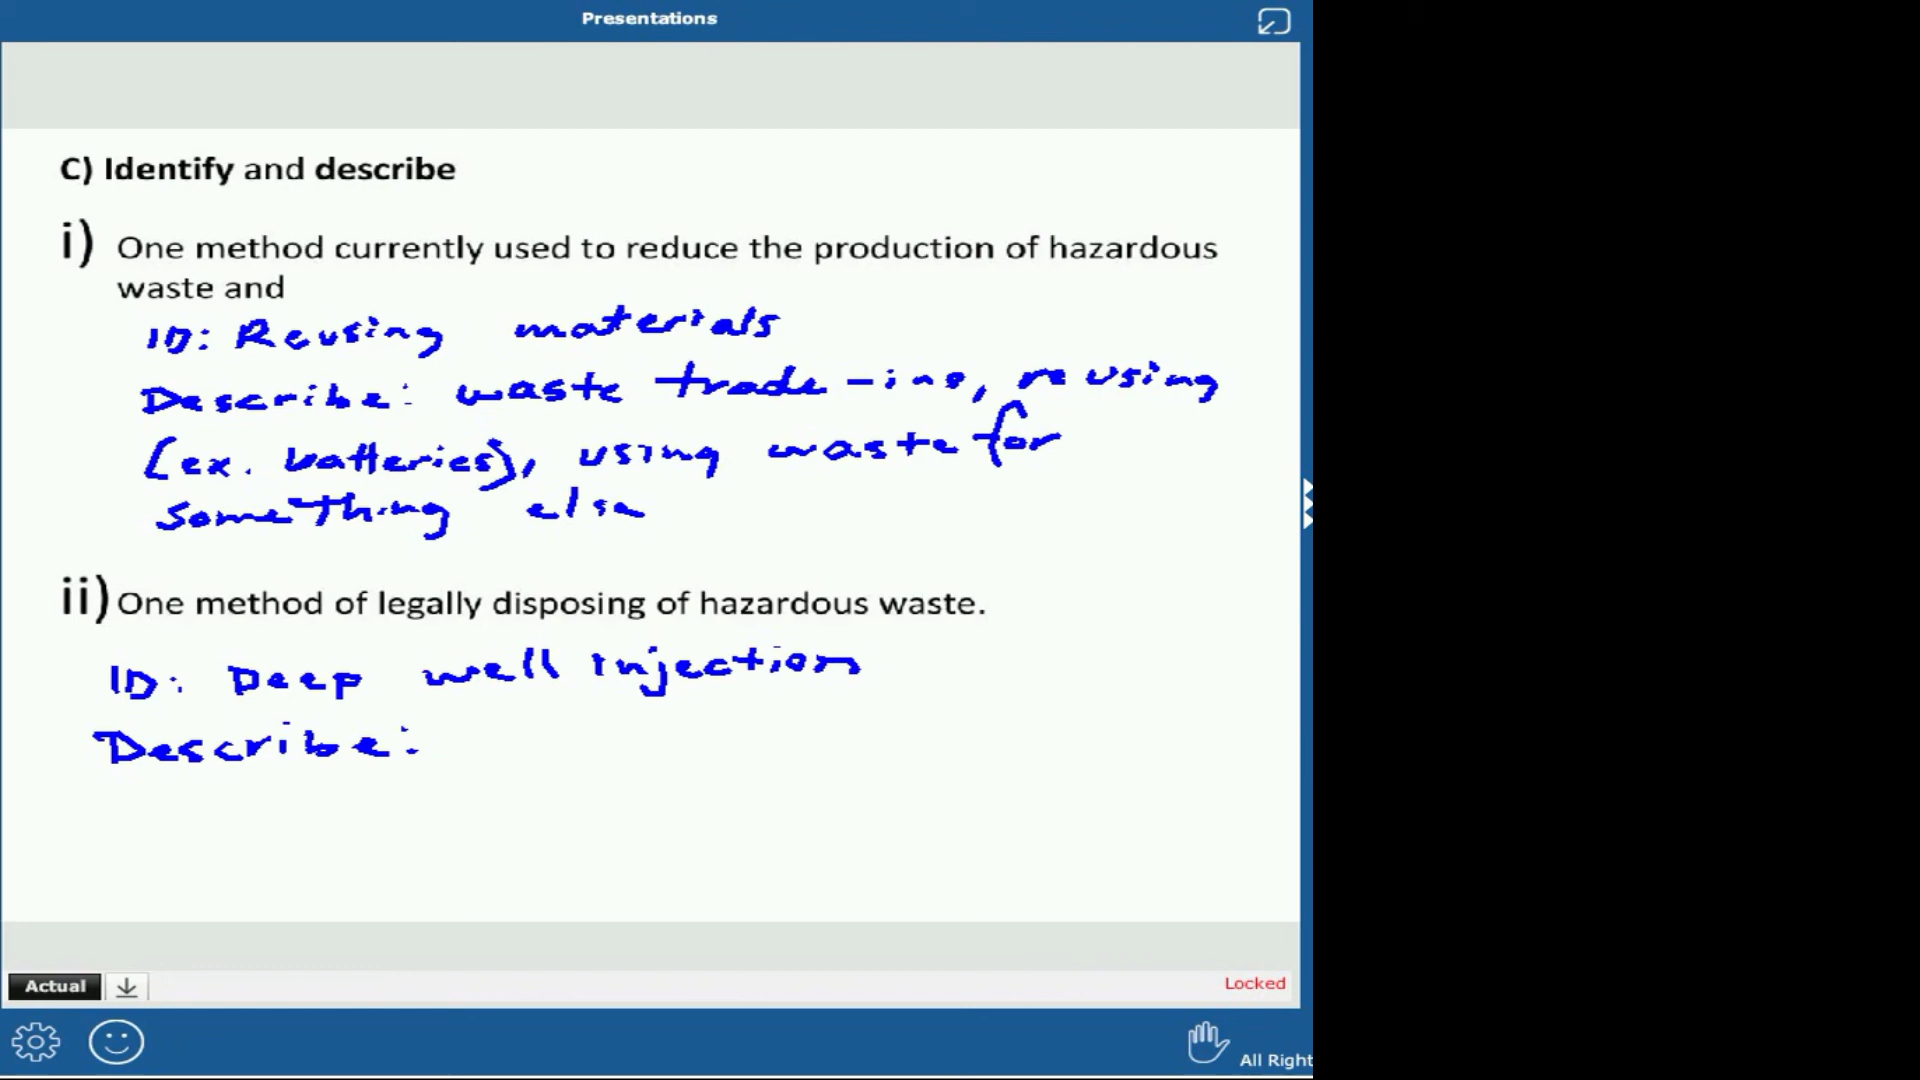 Presentations
C) Identify and describe
i) One method currently used to reduce the production of hazardous
waste and
ID: Reusing materials
Describe: waste trade-ins, reusing
(ex. batteries), using waste for
something else
ii) One method of legally disposing of hazardous waste.
ID: Deep well injection
Describe:
Actual
Locked
All Right